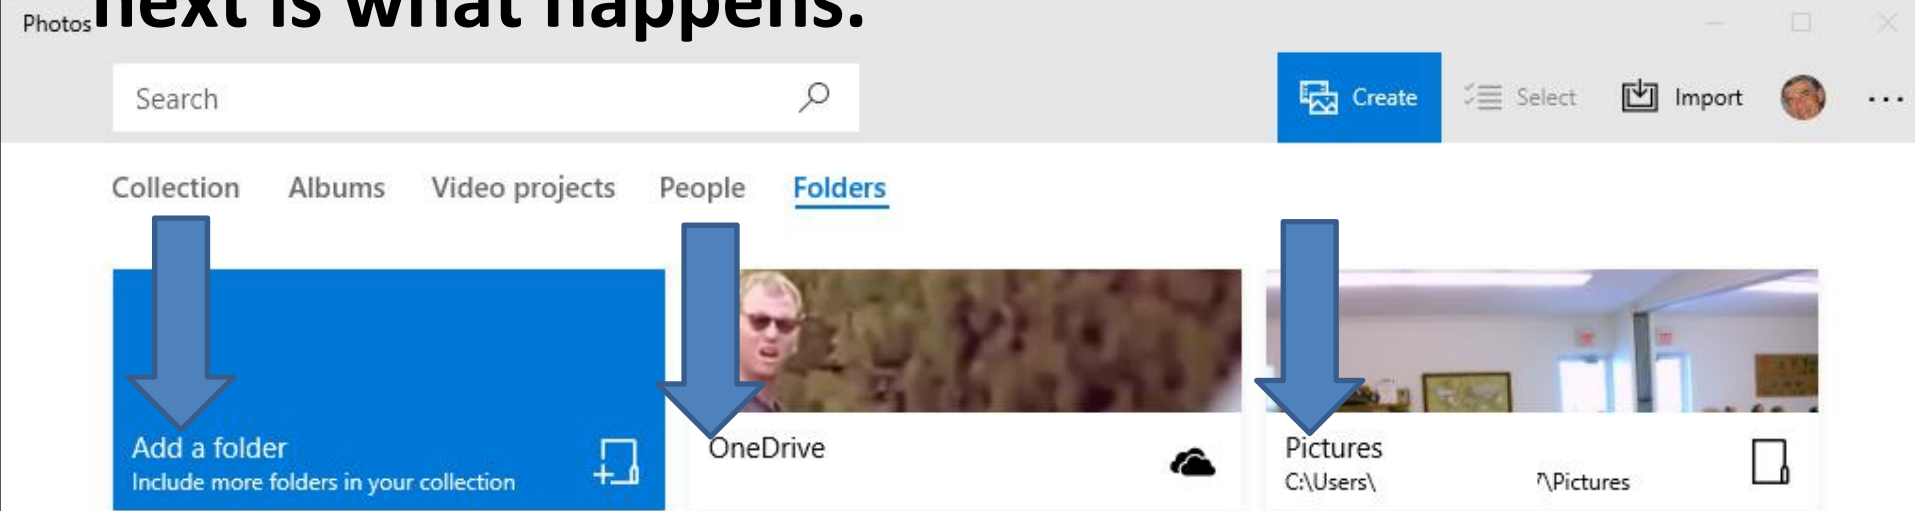 next is what happens.
Photos
Search
Create Select Import ...
Collection Albums Video projects People Folders
Add a folder
Include more folders in your collection
OneDrive
Pictures
C:\Users\ \Pictures